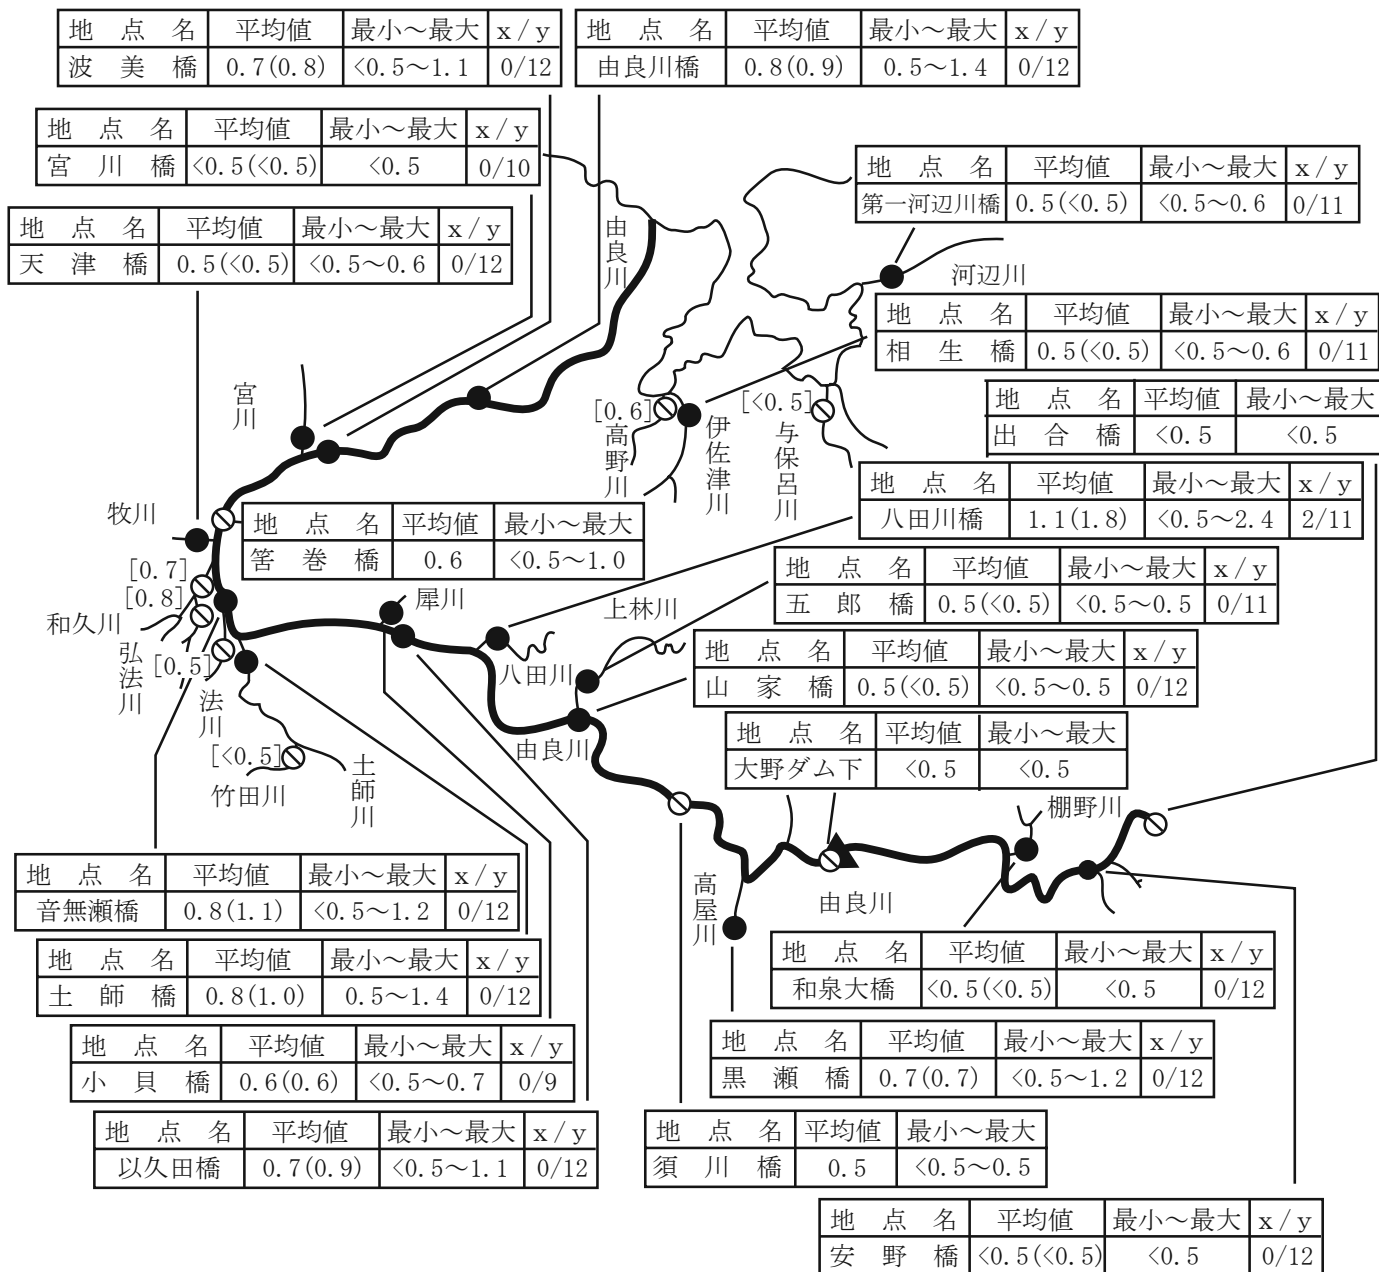 地点名 平均値 最小～最大 x/y
波美橋 0.7(0.8) <0.5～1.1 0/12
地点名 平均値 最小～最大 x/y
由良川橋 0.8(0.9) 0.5～1.4 0/12
地点名 平均値 最小～最大 x/y
宮川橋 <0.5(<0.5) <0.5 0/10
地点名 平均値 最小～最大 x/y
第一河辺川橋 0.5(<0.5) <0.5～0.6 0/11
地点名 平均値 最小～最大 x/y
天津橋 0.5(<0.5) <0.5～0.6 0/12
由良川
河辺川
地点名 平均値 最小～最大 x/y
相生橋 0.5(<0.5) <0.5～0.6 0/11
宮川
[0.6]
高野川
伊佐津川
[<0.5]
与保呂川
地点名 平均値 最小～最大
出合橋 <0.5 <0.5
地点名 平均値 最小～最大 x/y
八田川橋 1.1(1.8) <0.5～2.4 2/11
牧川
地点名 平均値 最小～最大
筈巻橋 0.6 <0.5～1.0
地点名 平均値 最小～最大 x/y
五郎橋 0.5(<0.5) <0.5～0.5 0/11
[0.7]
[0.8]
和久川
犀川
上林川
弘法川
[0.5]
法川
八田川
地点名 平均値 最小～最大 x/y
山家橋 0.5(<0.5) <0.5～0.5 0/12
由良川
地点名 平均値 最小～最大
大野ダム下 <0.5 <0.5
[<0.5]
竹田川
土師川
棚野川
地点名 平均値 最小～最大 x/y
音無瀬橋 0.8(1.1) <0.5～1.2 0/12
高屋川
由良川
地点名 平均値 最小～最大 x/y
土師橋 0.8(1.0) 0.5～1.4 0/12
地点名 平均値 最小～最大 x/y
和泉大橋 <0.5(<0.5) <0.5 0/12
地点名 平均値 最小～最大 x/y
小貝橋 0.6(0.6) <0.5～0.7 0/9
地点名 平均値 最小～最大 x/y
黒瀬橋 0.7(0.7) <0.5～1.2 0/12
地点名 平均値 最小～最大 x/y
以久田橋 0.7(0.9) <0.5～1.1 0/12
地点名 平均値 最小～最大
須川橋 0.5 <0.5～0.5
地点名 平均値 最小～最大 x/y
安野橋 <0.5(<0.5) <0.5 0/12